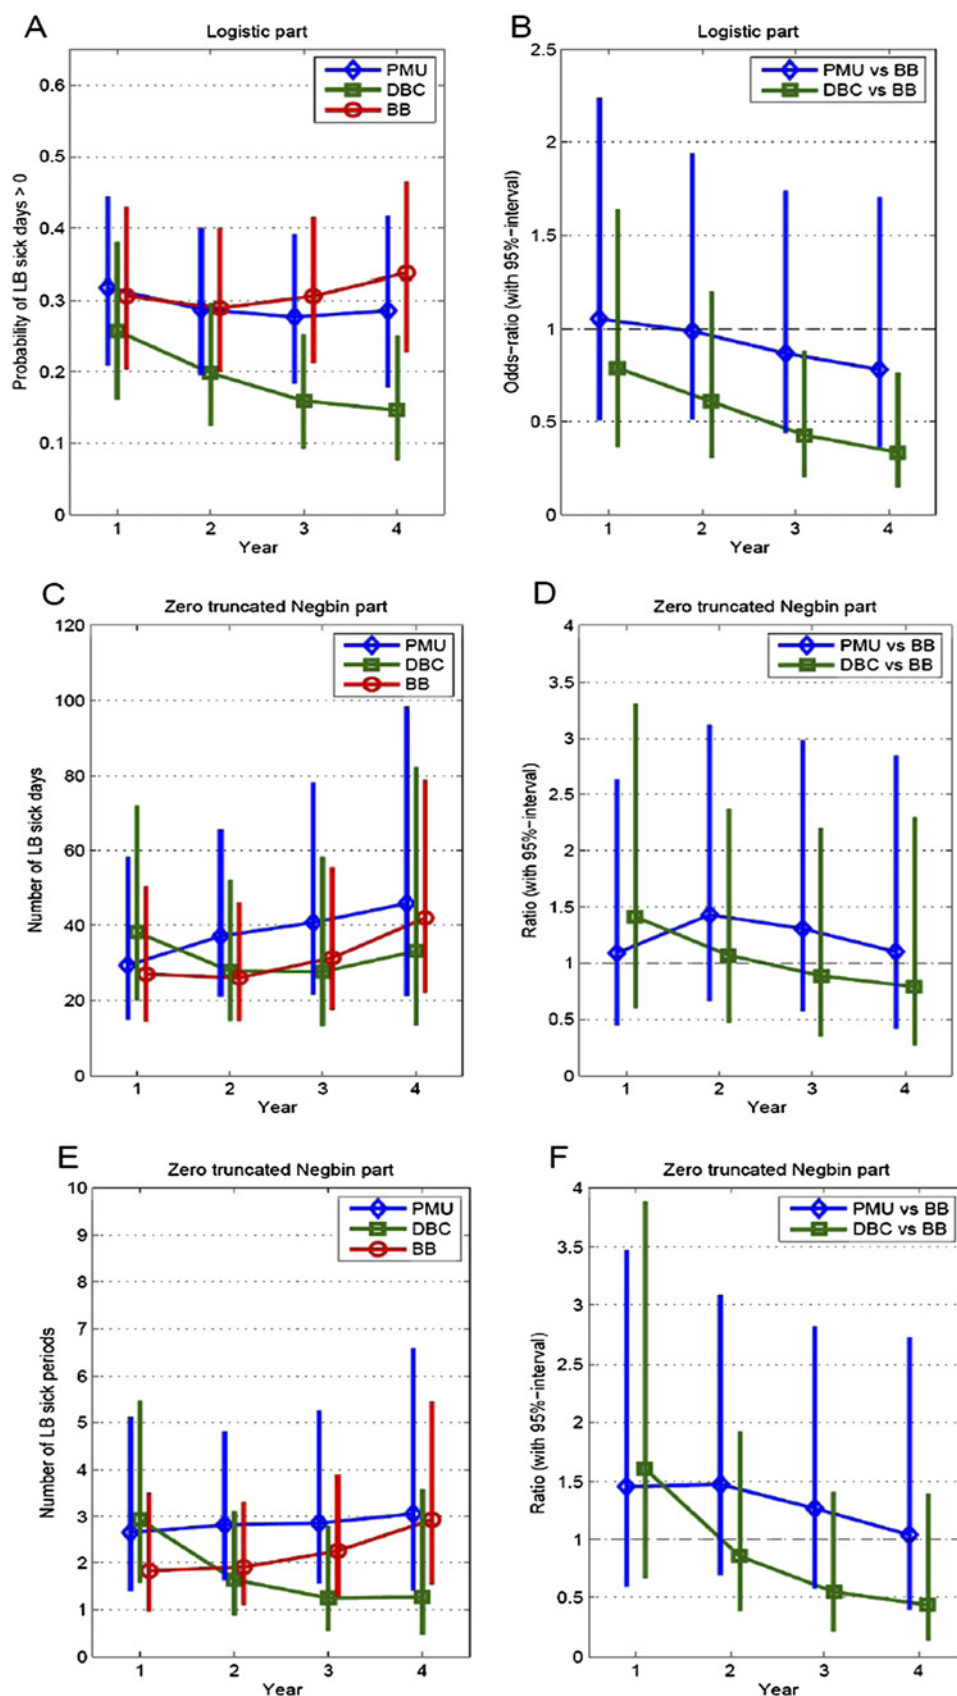 A
Logistic part
Probability of LB sick days > 0
0.6
0.5
0.4
0.3
0.2
0.1
0
PMU
DBC
BB
1 2 3 4
Year
B
Logistic part
Odds-ratio (with 95%-interval)
2.5
2
1.5
1
0.5
0
PMU vs BB
DBC vs BB
1 2 3 4
Year
C
Zero truncated Negbin part
Number of LB sick days
120
100
80
60
40
20
0
PMU
DBC
BB
1 2 3 4
Year
D
Zero truncated Negbin part
Ratio (with 95%-interval)
4
3.5
3
2.5
2
1.5
1
0.5
0
PMU vs BB
DBC vs BB
1 2 3 4
Year
E
Zero truncated Negbin part
Number of LB sick periods
10
9
8
7
6
5
4
3
2
1
0
PMU
DBC
BB
1 2 3 4
Year
F
Zero truncated Negbin part
Ratio (with 95%-interval)
4
3.5
3
2.5
2
1.5
1
0.5
0
PMU vs BB
DBC vs BB
1 2 3 4
Year